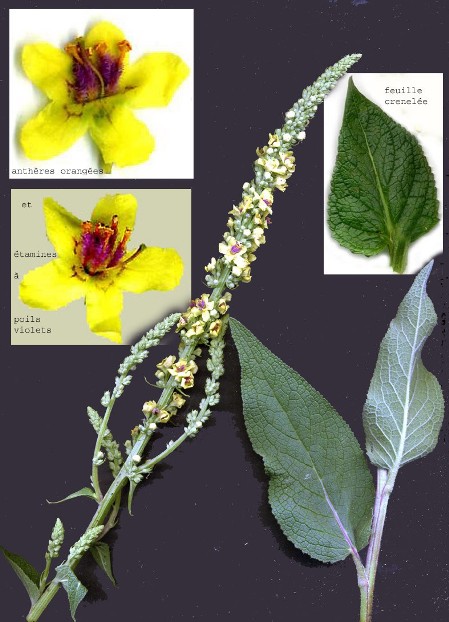 anthères orangées
et
étamines
à
poils
violets
feuille
crenelée